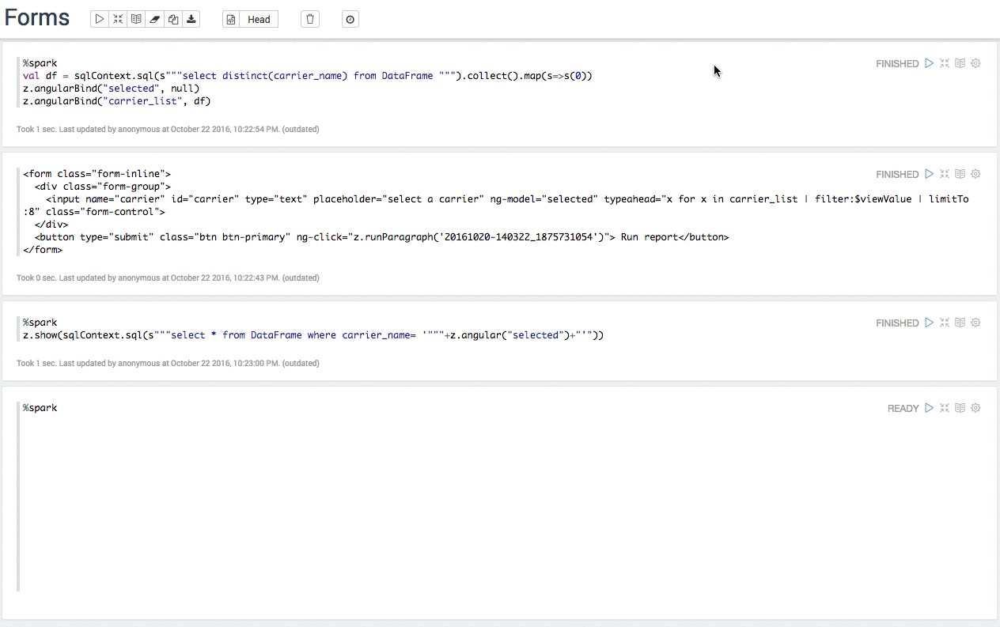 Forms
Head
%spark
FINISHED
val df = sqlContext.sql(s"""select distinct(carrier_name) from DataFrame """).collect().map(s=>s(0))
z.angularBind("selected", null)
z.angularBind("carrier_list", df)
Took 1 sec. Last updated by anonymous at October 22 2016, 10:22:54 PM. (outdated)
<form class="form-inline">
FINISHED
<div class="form-group">
<input name="carrier" id="carrier" type="text" placeholder="select a carrier" ng-model="selected" typeahead="x for x in carrier_list | filter:$viewValue | limitTo
:8" class="form-control">
</div>
<button type="submit" class="btn btn-primary" ng-click="z.runParagraph('20161020-140322_1875731054')"> Run report</button>
</form>
Took 0 sec. Last updated by anonymous at October 22 2016, 10:22:43 PM. (outdated)
%spark
FINISHED
z.show(sqlContext.sql(s"""select * from DataFrame where carrier_name= '"""+z.angular("selected")+"'"))
Took 1 sec. Last updated by anonymous at October 22 2016, 10:23:00 PM. (outdated)
%spark
READY